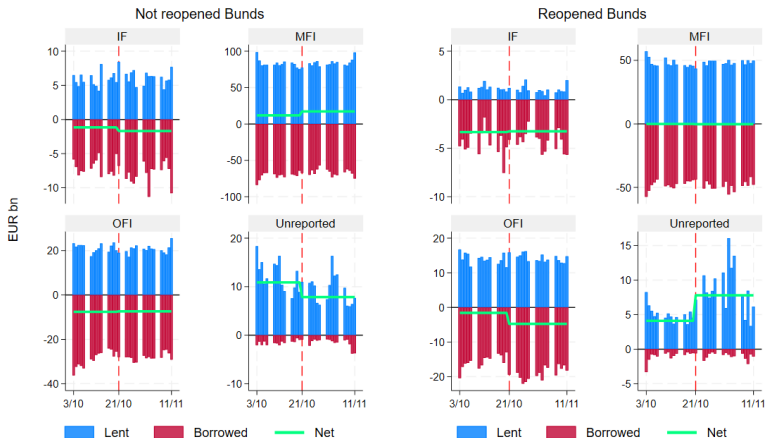 Not reopened Bunds
Reopened Bunds
IF
MFI
IF
MFI
10
5
0
-5
-10
100
50
0
-50
-100
5
0
-5
-10
50
0
-50
EUR bn
OFI
Unreported
OFI
Unreported
20
0
-20
-40
20
10
0
-10
20
10
0
-10
-20
15
10
5
0
-5
3/10 21/10 11/11
3/10 21/10 11/11
3/10 21/10 11/11
3/10 21/10 11/11
Lent Borrowed Net
Lent Borrowed Net